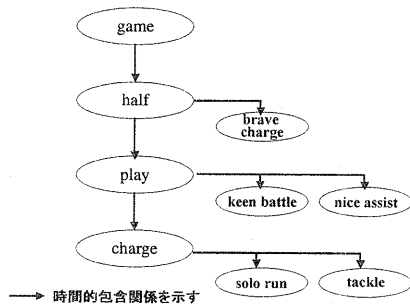 game
half
brave
charge
play
keen battle
nice assist
charge
solo run
tackle
時間的包含関係を示す